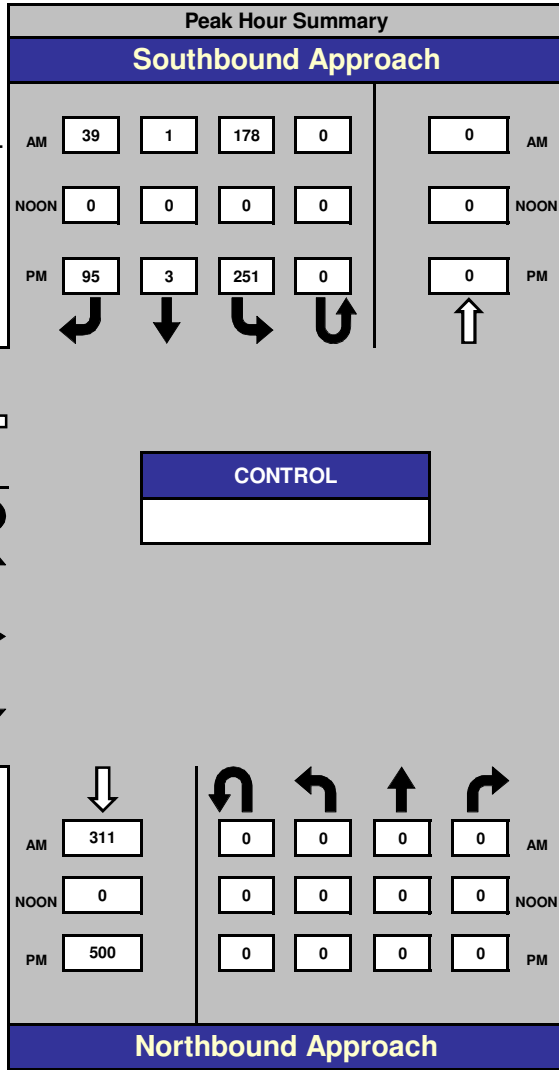 Peak Hour Summary
Southbound Approach
AM 39 1 178 0 0 AM
NOON 0 0 0 0 0 NOON
PM 95 3 251 0 0 PM
CONTROL
AM 311 0 0 0 0 AM
NOON 0 0 0 0 0 NOON
PM 500 0 0 0 0 PM
Northbound Approach